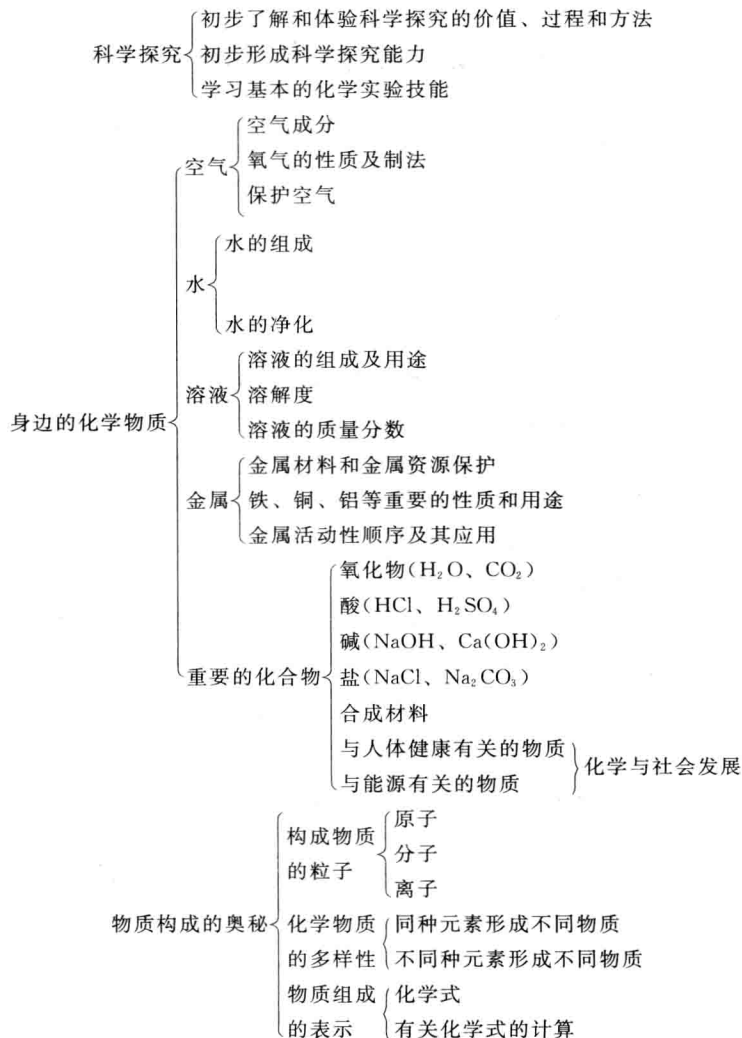 初步了解和体验科学探究的价值、过程和方法
科学探究
初步形成科学探究能力
学习基本的化学实验技能
空气成分
空气
氧气的性质及制法
保护空气
水的组成
水
水的净化
溶液的组成及用途
溶液
溶解度
溶液的质量分数
身边的化学物质
金属材料和金属资源保护
金属
铁、铜、铝等重要的性质和用途
金属活动性顺序及其应用
氧化物(H₂O、CO₂)
酸(HCl、H₂SO₄)
碱(NaOH、Ca(OH)₂)
重要的化合物
盐(NaCl、Na₂CO₃)
合成材料
与人体健康有关的物质
与能源有关的物质
化学与社会发展
原子
构成物质
的粒子
分子
离子
物质构成的奥秘
化学物质
的多样性
同种元素形成不同物质
不同种元素形成不同物质
物质组成
的表示
化学式
有关化学式的计算